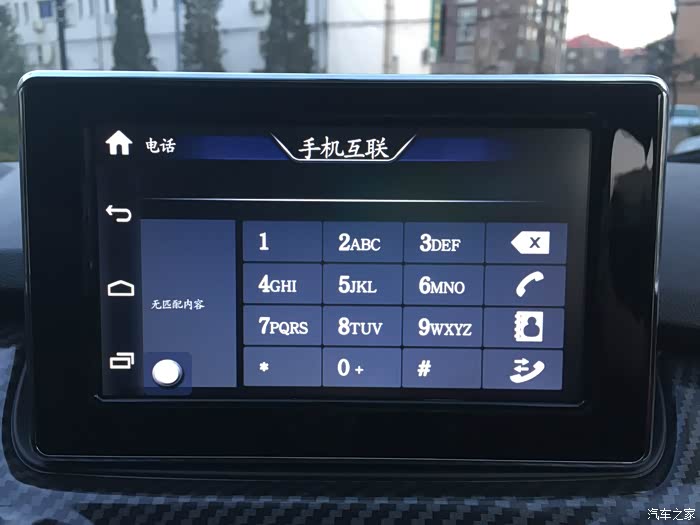 电话
手机互联
1 2ABC 3DEF X
4GHI 5JKL 6MNO
无匹配内容
7PQRS 8TUV 9WXYZ
* 0+ #
汽车之家